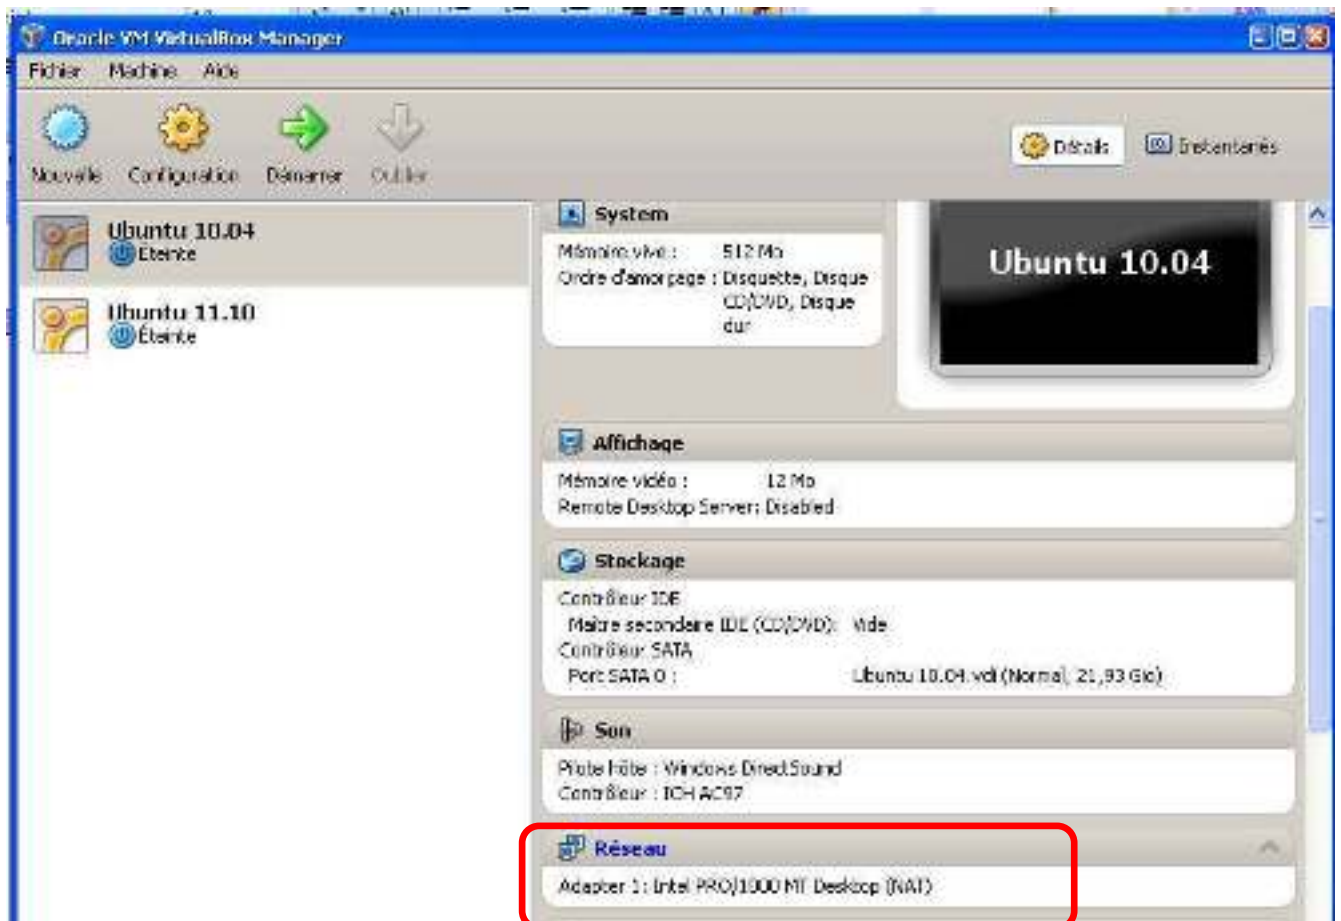 Oracle VM VirtualBox Manager
Fichier Machine Aide
Nouvelle Configuration Démarrer Oublier
Détails Instantanés
Ubuntu 10.04
Éteinte
Ubuntu 11.10
Éteinte
System
Mémoire vive : 512 Mo
Ordre d'amorçage : Disquette, Disque
CD/DVD, Disque
dur
Ubuntu 10.04
Affichage
Mémoire vidéo : 12 Mo
Remote Desktop Server: Disabled
Stockage
Contrôleur IDE
Maître secondaire IDE (CD/DVD): Vide
Contrôleur SATA
Port SATA 0 : Ubuntu 10.04.vdi (Normal, 21,93 Gio)
Son
Pilote hôte : Windows DirectSound
Contrôleur : ICH AC97
Réseau
Adapter 1: Intel PRO/1000 MT Desktop (NAT)